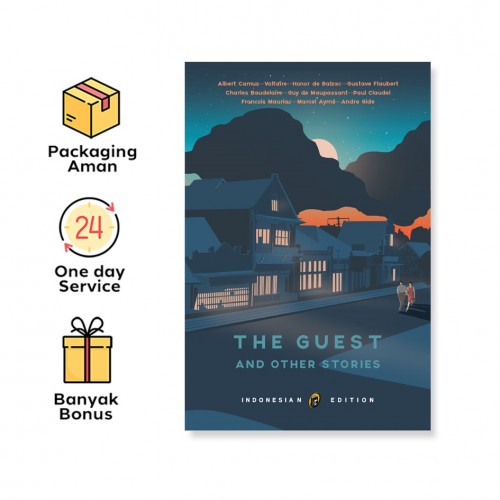 Packaging
Aman
24
One day
Service
Banyak
Bonus
Albert Camus—Voltaire—Honor de Balzac—Gustave Flaubert
Charles Baudelaire—Guy de Maupassant—Paul Claudel
Francois Mauriac—Marcel Aymé—Andre Gide
THE GUEST
AND OTHER STORIES
INDONESIAN EDITION